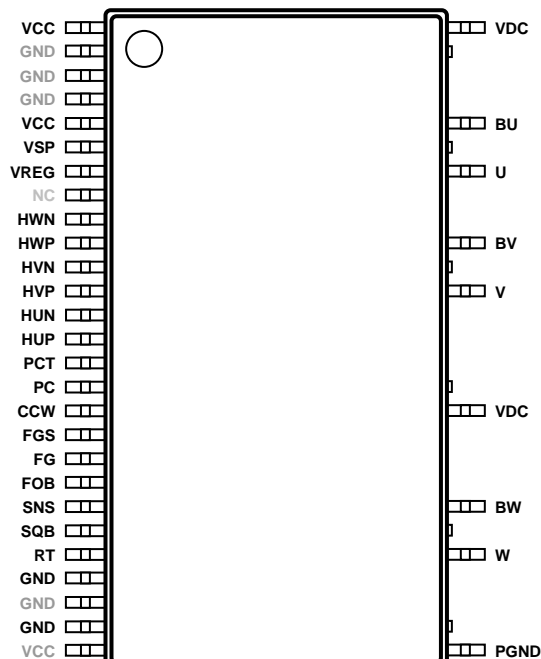 VCC
GND
GND
GND
VCC
VSP
VREG
NC
HWN
HWP
HVN
HVP
HUN
HUP
PCT
PC
CCW
FGS
FG
FOB
SNS
SQB
RT
GND
GND
GND
VCC
VDC
BU
U
BV
V
VDC
BW
W
PGND